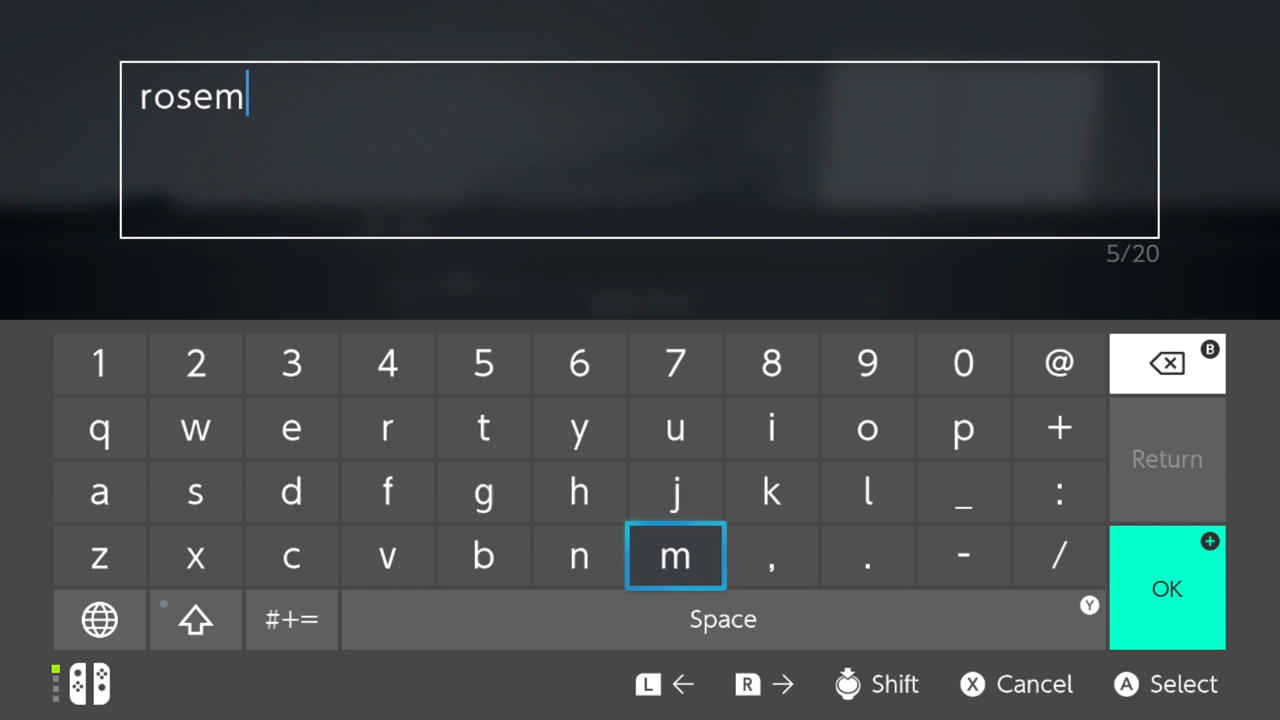 rosem
5/20
1 2 3 4 5 6 7 8 9 0 @ B
q w e r t y u i o p +
Return
a s d f g h j k l _ :
z x c v b n m , . - / +
OK
#+= Space Y
L ← R → Shift X Cancel A Select